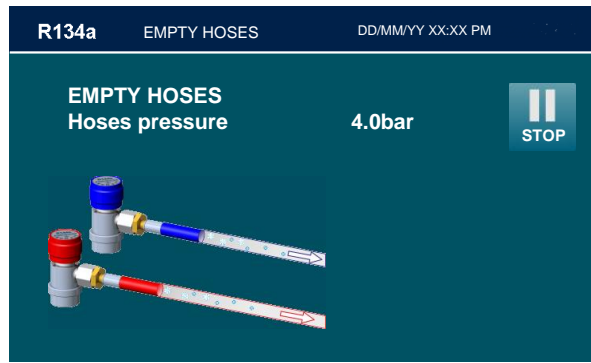 R134a EMPTY HOSES DD/MM/YY XX:XX PM
EMPTY HOSES
Hoses pressure 4.0bar
STOP